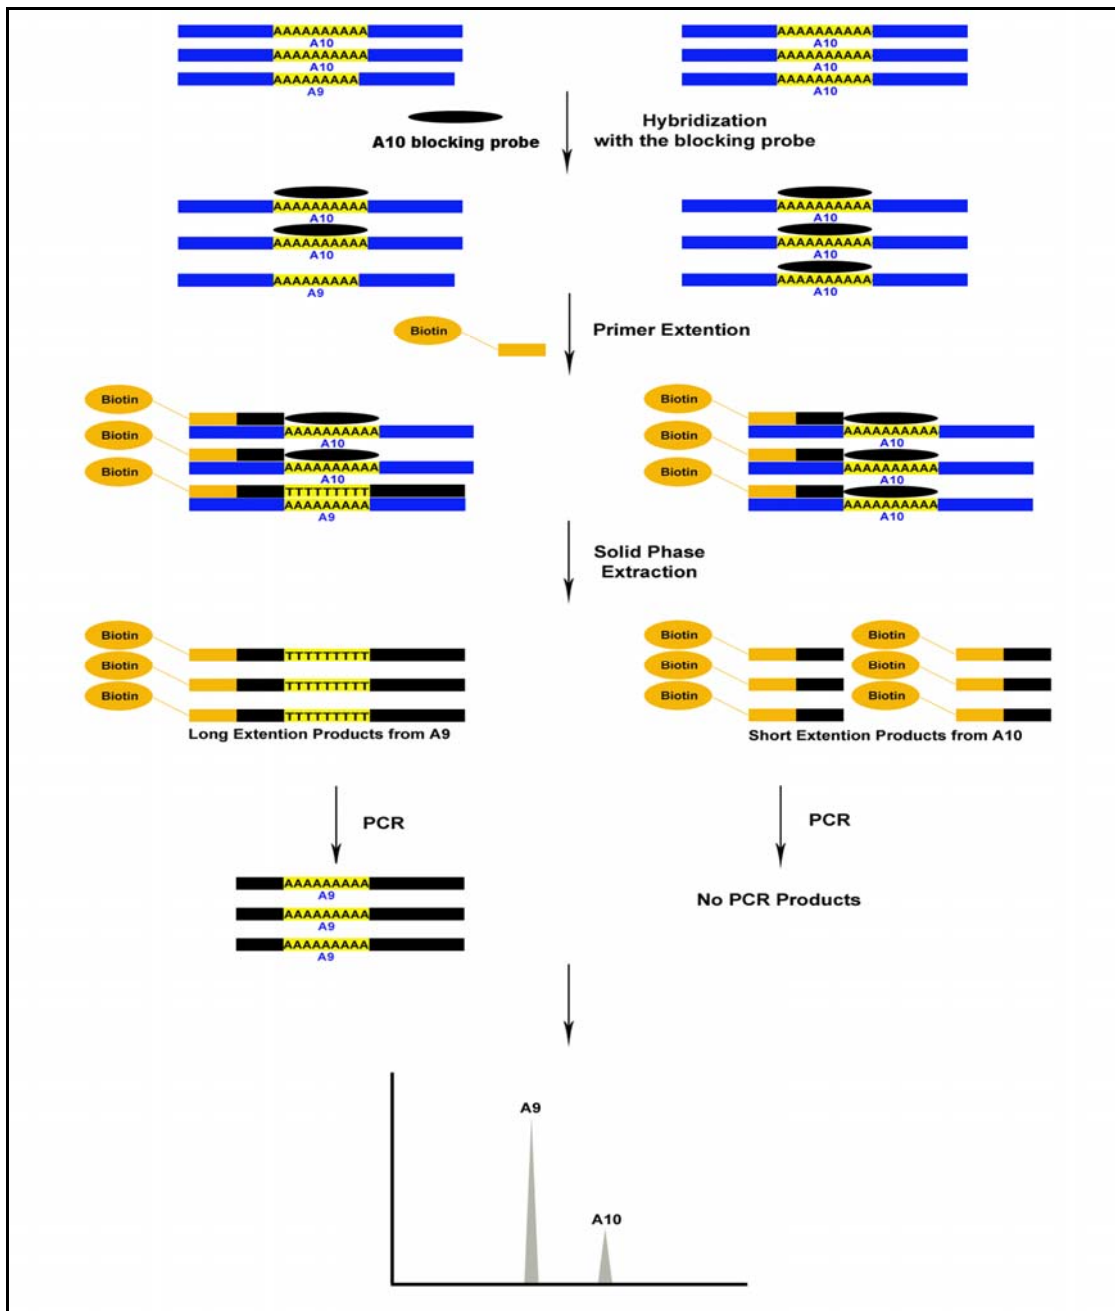 AAAAAAAAAA AAAAAAAAAA
A10 A10
AAAAAAAAAA AAAAAAAAAA
A10 A10
AAAAAAAAA AAAAAAAAAA
A9 A10
A10 blocking probe
Hybridization
with the blocking probe
AAAAAAAAAA AAAAAAAAAA
A10 A10
AAAAAAAAAA AAAAAAAAAA
A10 A10
AAAAAAAAA AAAAAAAAAA
A9 A10
Biotin
Primer Extention
Biotin Biotin
AAAAAAAAAA AAAAAAAAAA
Biotin A10 Biotin A10
AAAAAAAAAA AAAAAAAAAA
Biotin A10 Biotin A10
TTTTTTTTT
AAAAAAAAA AAAAAAAAAA
A9 A10
Solid Phase
Extraction
Biotin Biotin Biotin
TTTTTTTTT
Biotin Biotin Biotin
TTTTTTTTT
Biotin Biotin Biotin
TTTTTTTTT
Long Extention Products from A9 Short Extention Products from A10
PCR PCR
AAAAAAAAA
A9
No PCR Products
AAAAAAAAA
A9
AAAAAAAAA
A9
A9
A10